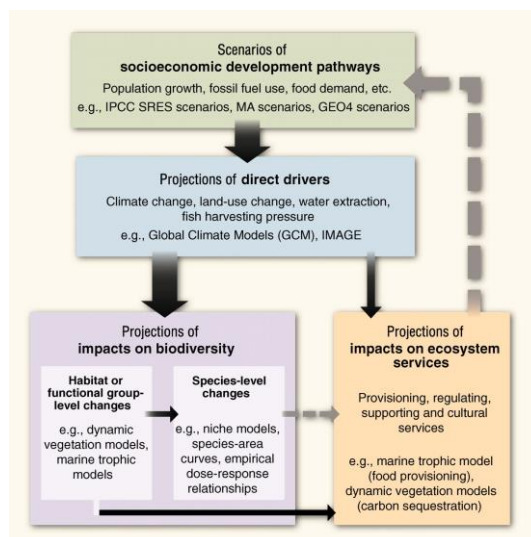 Scenarios of
socioeconomic development pathways
Population growth, fossil fuel use, food demand, etc.
e.g., IPCC SRES scenarios, MA scenarios, GEO4 scenarios
Projections of direct drivers
Climate change, land-use change, water extraction,
fish harvesting pressure
e.g., Global Climate Models (GCM), IMAGE
Projections of
impacts on biodiversity
Habitat or
functional group-
level changes
e.g., dynamic
vegetation models,
marine trophic
models
Species-level
changes
e.g., niche models,
species-area
curves, empirical
dose-response
relationships
Projections of
impacts on ecosystem
services
Provisioning, regulating,
supporting and cultural
services
e.g., marine trophic model
(food provisioning),
dynamic vegetation models
(carbon sequestration)